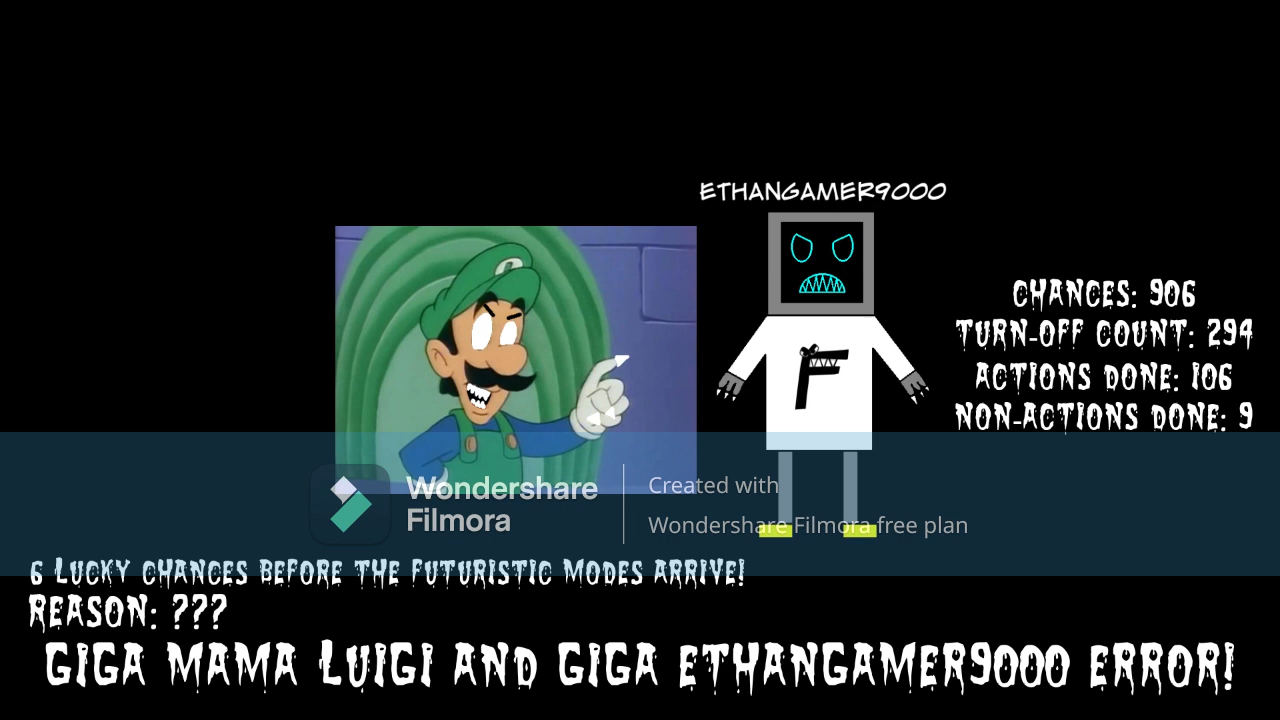 ETHANGAMER9000
CHANCES: 906
TURN-OFF COUNT: 294
ACTIONS DONE: 106
NON-ACTIONS DONE: 9
F
L
Wondershare
Filmora
Created with
Wondershare Filmora free plan
6 LUCKY CHANCES BEFORE THE FUTURISTIC MODES ARRIVE!
REASON: ???
GIGA MAMA LUIGI AND GIGA ETHANGAMER9000 ERROR!